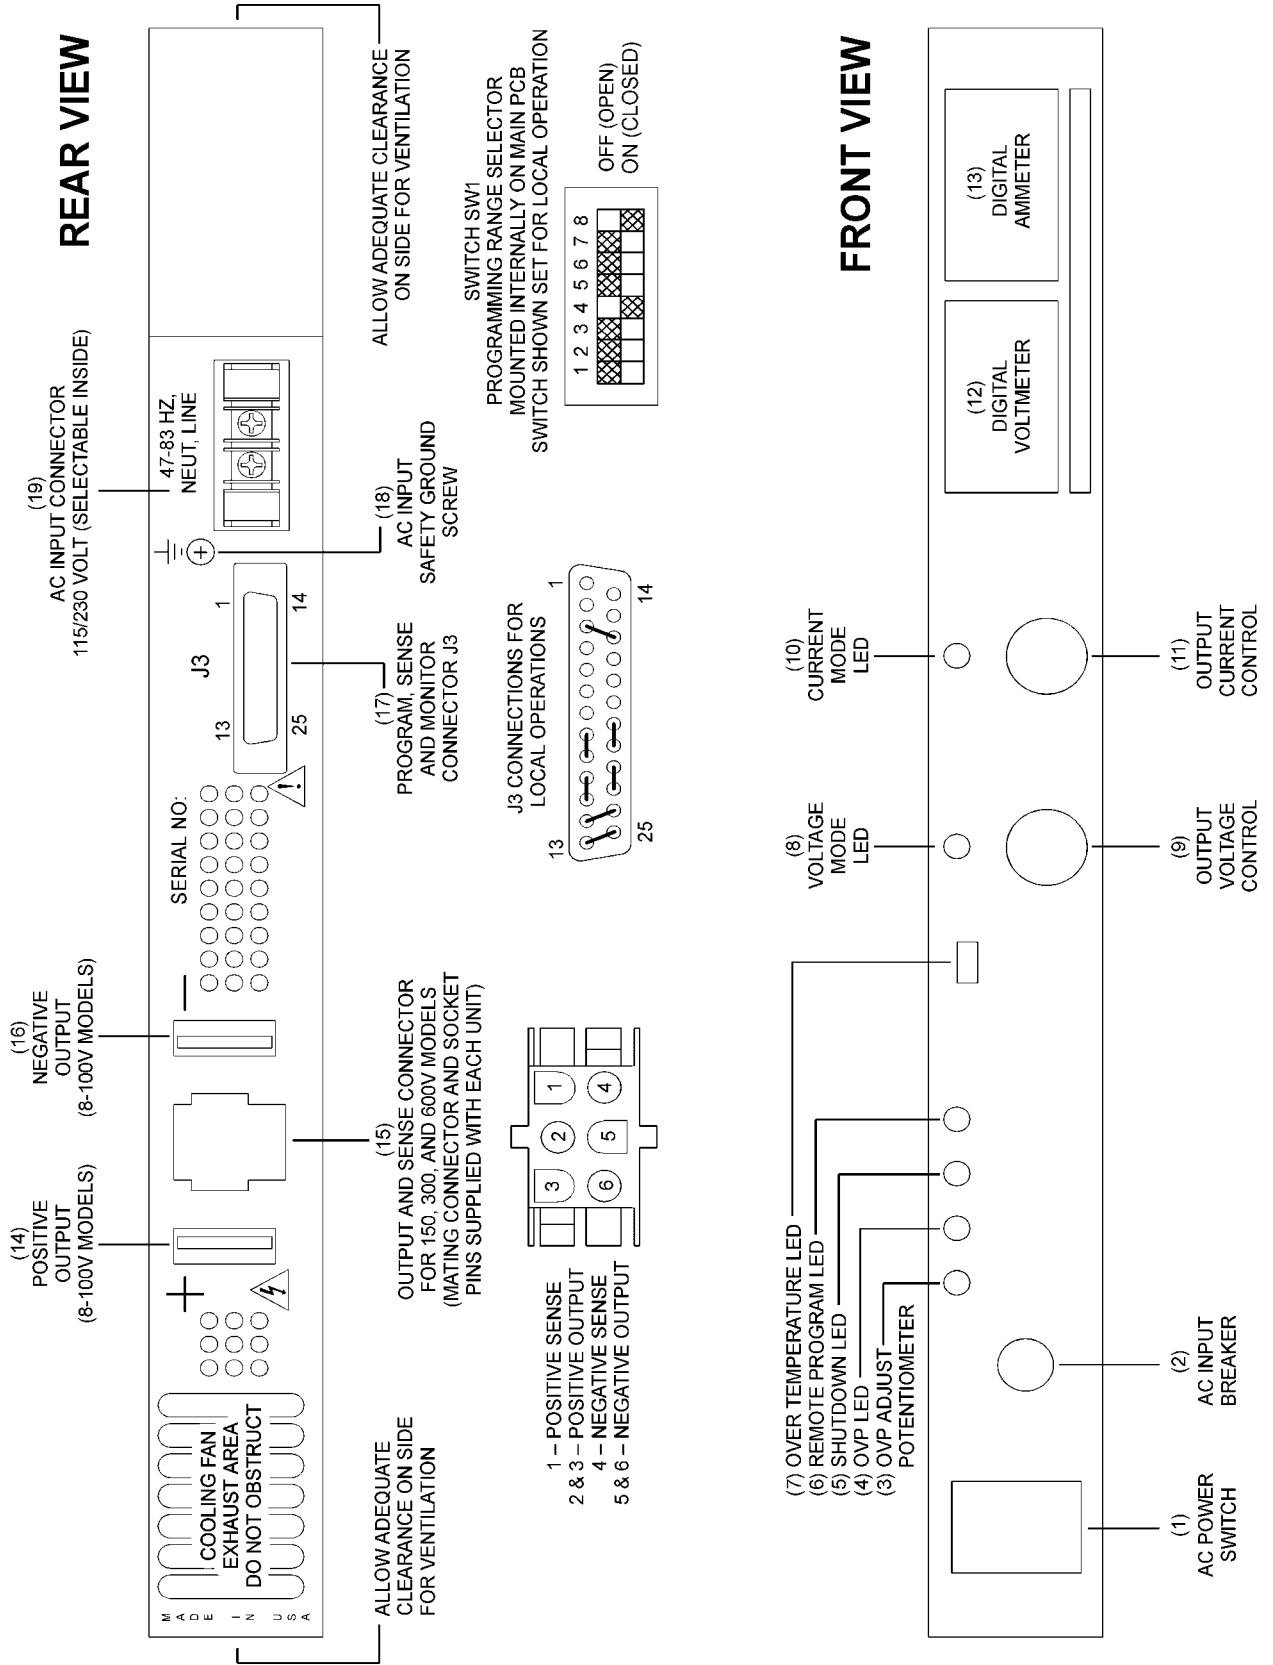 REAR VIEW
(14)
POSITIVE
OUTPUT
(8-100V MODELS)
(16)
NEGATIVE
OUTPUT
(8-100V MODELS)
(19)
AC INPUT CONNECTOR
115/230 VOLT (SELECTABLE INSIDE)
MADE IN USA
COOLING FAN
EXHAUST AREA
DO NOT OBSTRUCT
SERIAL NO:
J3
13
1
25
14
47-83 HZ,
NEUT, LINE
ALLOW ADEQUATE
CLEARANCE ON SIDE
FOR VENTILATION
(15)
OUTPUT AND SENSE CONNECTOR
FOR 150, 300, AND 600V MODELS
(MATING CONNECTOR AND SOCKET
PINS SUPPLIED WITH EACH UNIT)
(17)
PROGRAM, SENSE
AND MONITOR
CONNECTOR J3
(18)
AC INPUT
SAFETY GROUND
SCREW
ALLOW ADEQUATE CLEARANCE
ON SIDE FOR VENTILATION
1 – POSITIVE SENSE
2 & 3 – POSITIVE OUTPUT
4 – NEGATIVE SENSE
5 & 6 – NEGATIVE OUTPUT
3
2
1
6
5
4
J3 CONNECTIONS FOR
LOCAL OPERATIONS
13
1
25
14
SWITCH SW1
PROGRAMMING RANGE SELECTOR
MOUNTED INTERNALLY ON MAIN PCB
SWITCH SHOWN SET FOR LOCAL OPERATION
1 2 3 4 5 6 7 8
OFF (OPEN)
ON (CLOSED)
FRONT VIEW
(7) OVER TEMPERATURE LED
(6) REMOTE PROGRAM LED
(5) SHUTDOWN LED
(4) OVP LED
(3) OVP ADJUST
POTENTIOMETER
(8)
VOLTAGE
MODE
LED
(10)
CURRENT
MODE
LED
(12)
DIGITAL
VOLTMETER
(13)
DIGITAL
AMMETER
(1)
AC POWER
SWITCH
(2)
AC INPUT
BREAKER
(9)
OUTPUT
VOLTAGE
CONTROL
(11)
OUTPUT
CURRENT
CONTROL